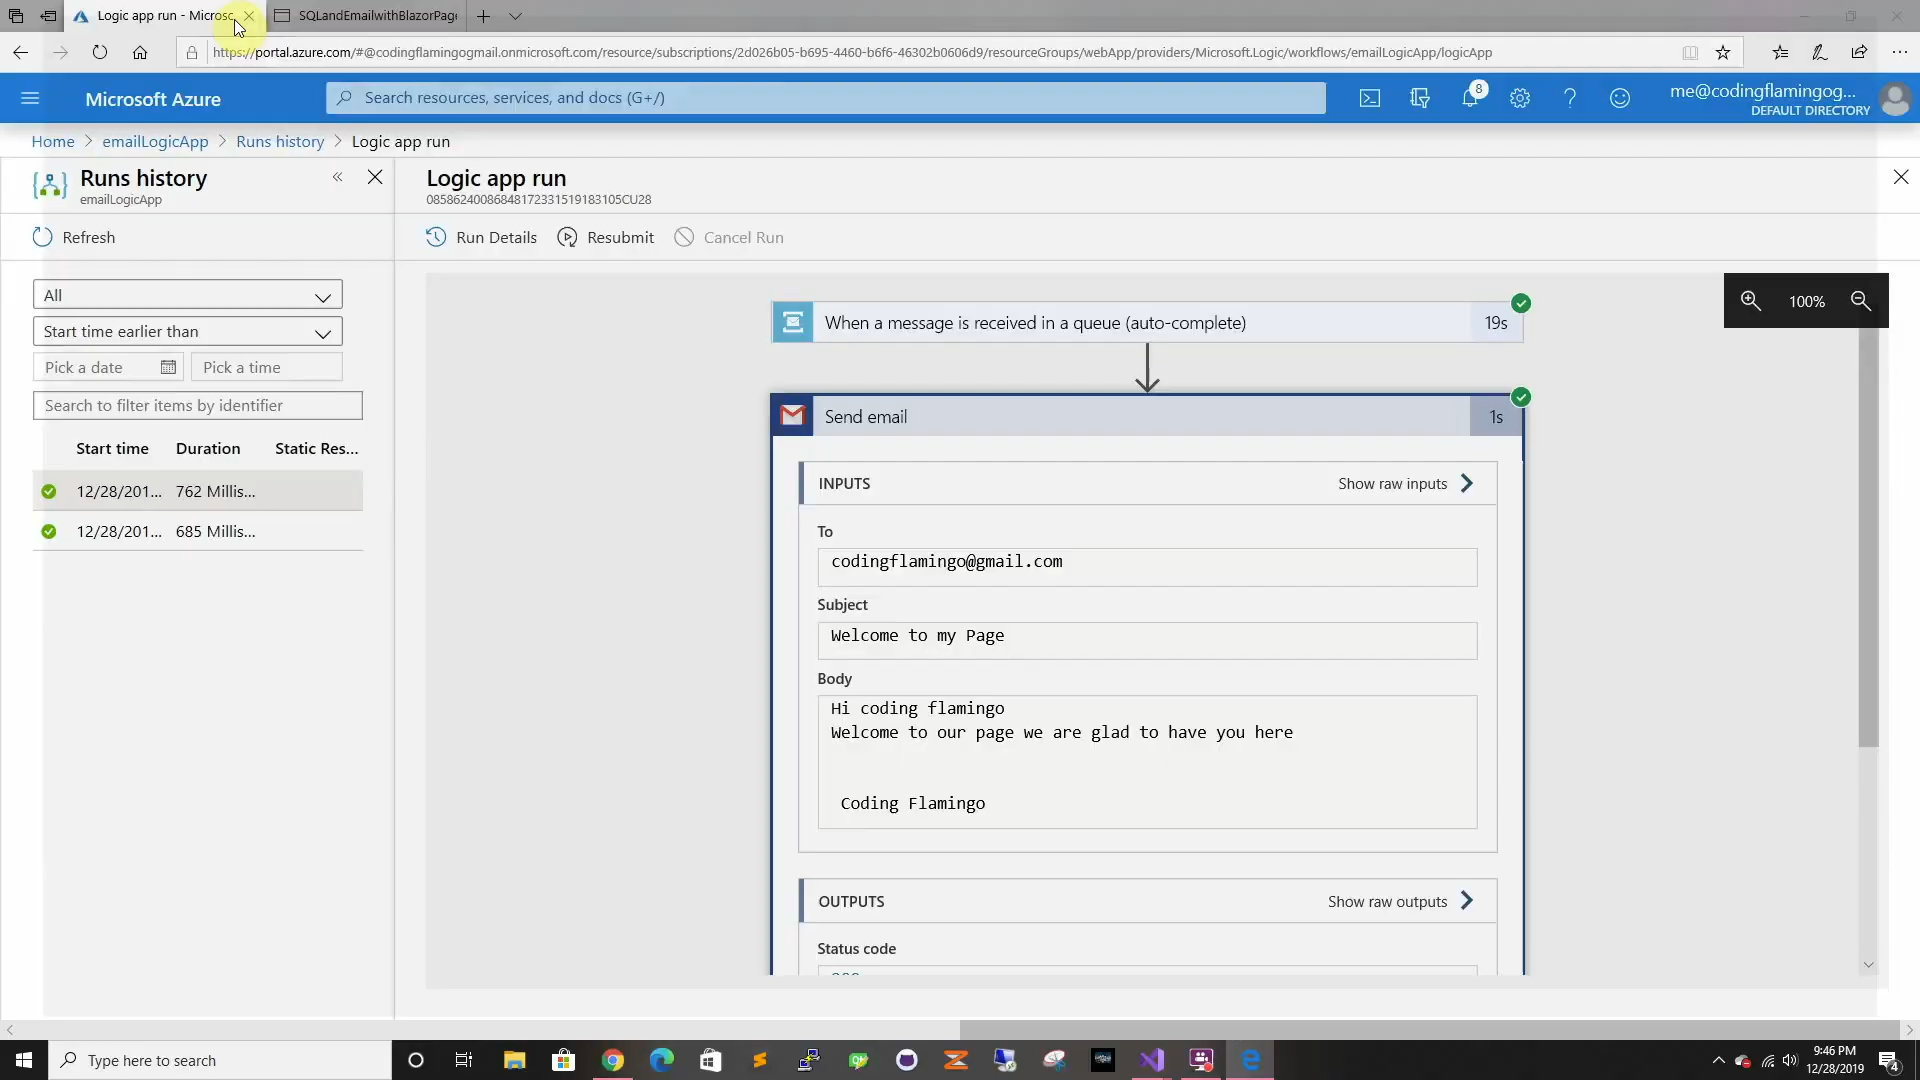 Logic app run - Microsc
SQLandEmailwithBlazorPage
https://portal.azure.com/#@codingflamingogmail.onmicrosoft.com/resource/subscriptions/2d026b05-b695-4460-b6f6-46302b0606d9/resourceGroups/webApp/providers/Microsoft.Logic/workflows/emailLogicApp/logicApp
Microsoft Azure
Search resources, services, and docs (G+/)
8
me@codingflamingog...
DEFAULT DIRECTORY
Home > emailLogicApp > Runs history > Logic app run
Runs history
emailLogicApp
Refresh
All
Start time earlier than
Pick a date
Pick a time
Search to filter items by identifier
Start time Duration Static Res...
12/28/201... 762 Millis...
12/28/201... 685 Millis...
Logic app run
08586240086848172331519183105CU28
Run Details
Resubmit
Cancel Run
100%
When a message is received in a queue (auto-complete)
19s
Send email
1s
INPUTS
Show raw inputs
To
codingflamingo@gmail.com
Subject
Welcome to my Page
Body
Hi coding flamingo
Welcome to our page we are glad to have you here
Coding Flamingo
OUTPUTS
Show raw outputs
Status code
Type here to search
9:46 PM
12/28/2019
4